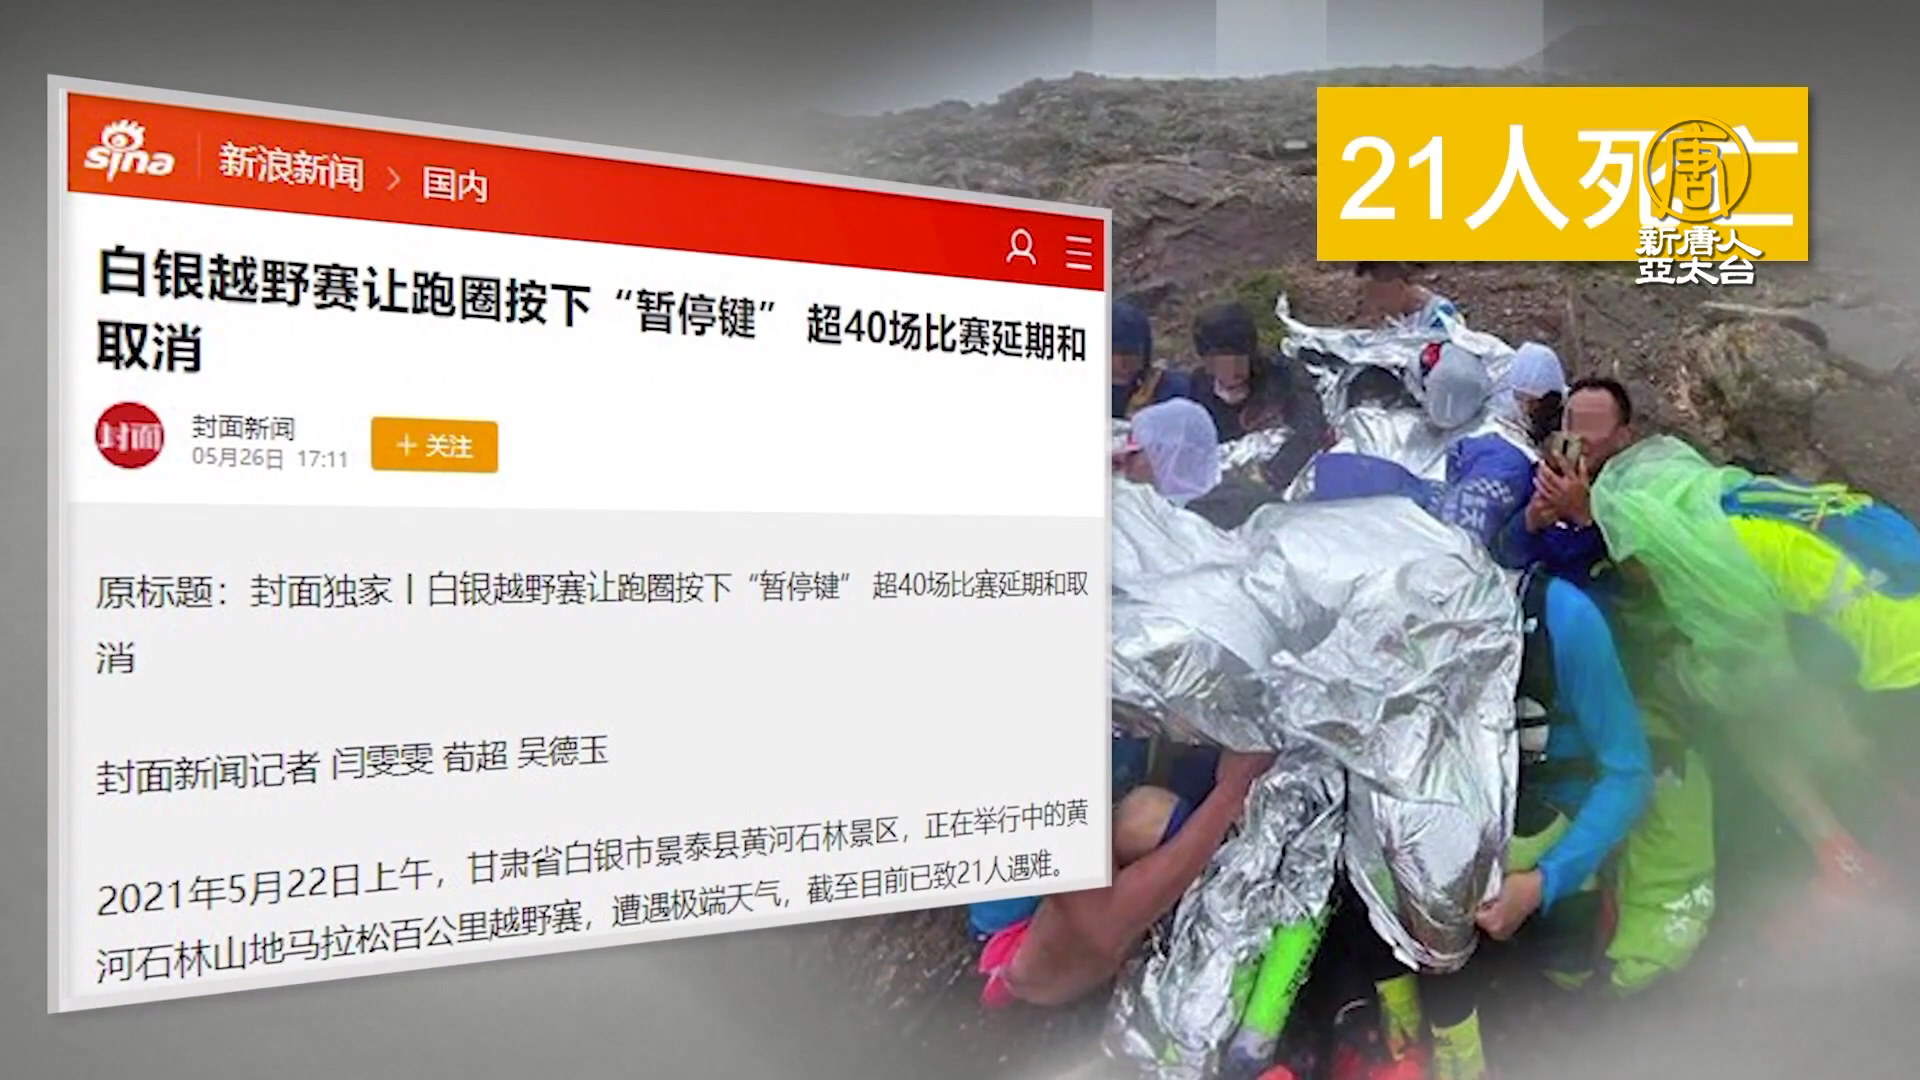 sina
新浪新闻 > 国内
白银越野赛让跑圈按下“暂停键” 超40场比赛延期和
取消
封面
封面新闻
05月26日 17:11
+ 关注
原标题：封面独家丨白银越野赛让跑圈按下“暂停键” 超40场比赛延期和取
消
封面新闻记者 闫雯雯 荀超 吴德玉
2021年5月22日上午，甘肃省白银市景泰县黄河石林景区，正在举行中的黄
河石林山地马拉松百公里越野赛，遭遇极端天气，截至目前已致21人遇难。
21人死亡
唐
新唐人
亞太台